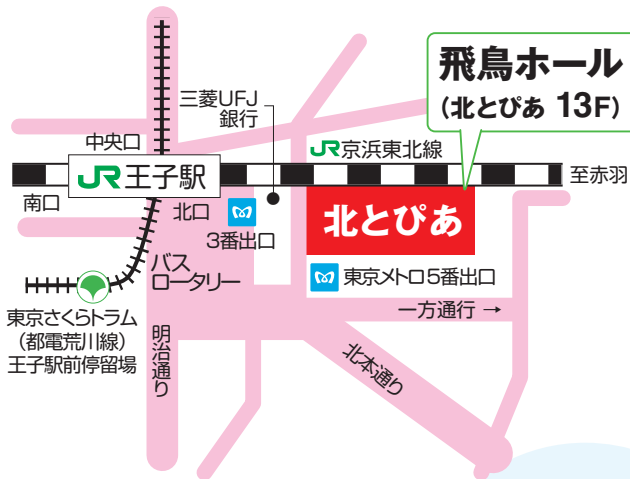 飛鳥ホール
(北とぴあ 13F)
三菱UFJ
銀行
中央口
JR京浜東北線
JR王子駅
至赤羽
南口
北口
3番出口
北とぴあ
バス
ロータリー
東京メトロ5番出口
一方通行 →
東京さくらトラム
(都電荒川線)
王子駅前停留場
明治通り
北本通り